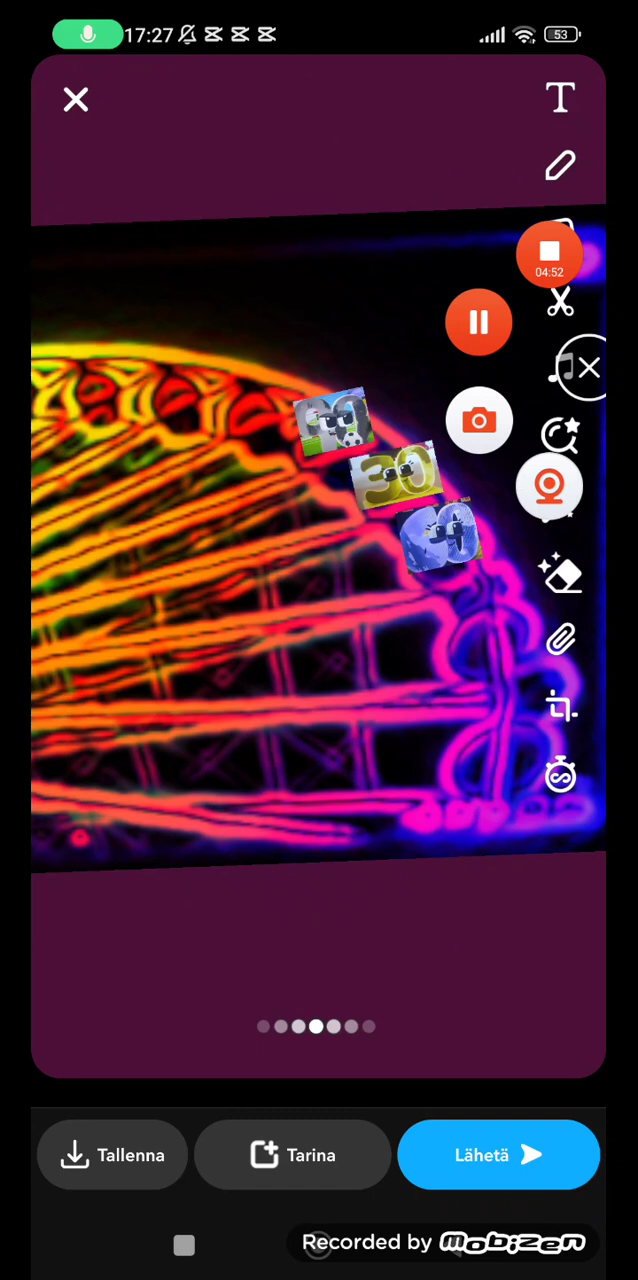 17:27
53
T
04:52
30
Tallenna
Tarina
Lähetä
Recorded by mobizen